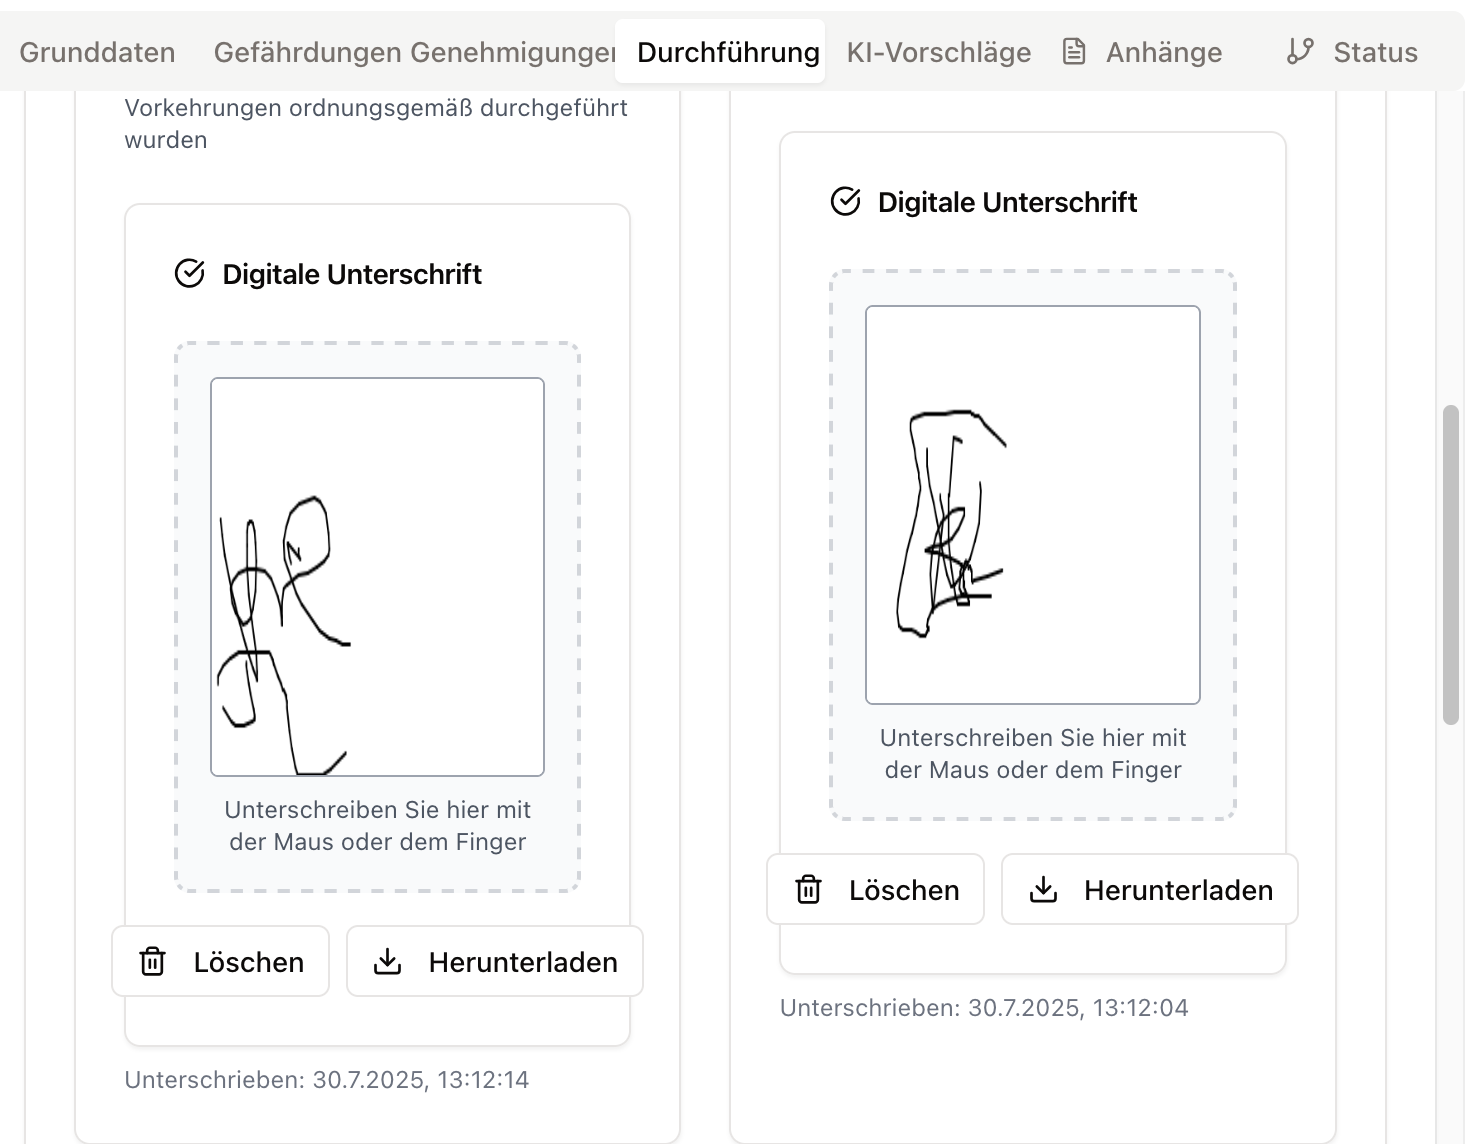 Grunddaten Gefährdungen Genehmigungen Durchführung KI-Vorschläge Anhänge Status
Vorkehrungen ordnungsgemäß durchgeführt
wurden
Digitale Unterschrift
Unterschreiben Sie hier mit
der Maus oder dem Finger
Löschen Herunterladen
Unterschrieben: 30.7.2025, 13:12:14
Digitale Unterschrift
Unterschreiben Sie hier mit
der Maus oder dem Finger
Löschen Herunterladen
Unterschrieben: 30.7.2025, 13:12:04